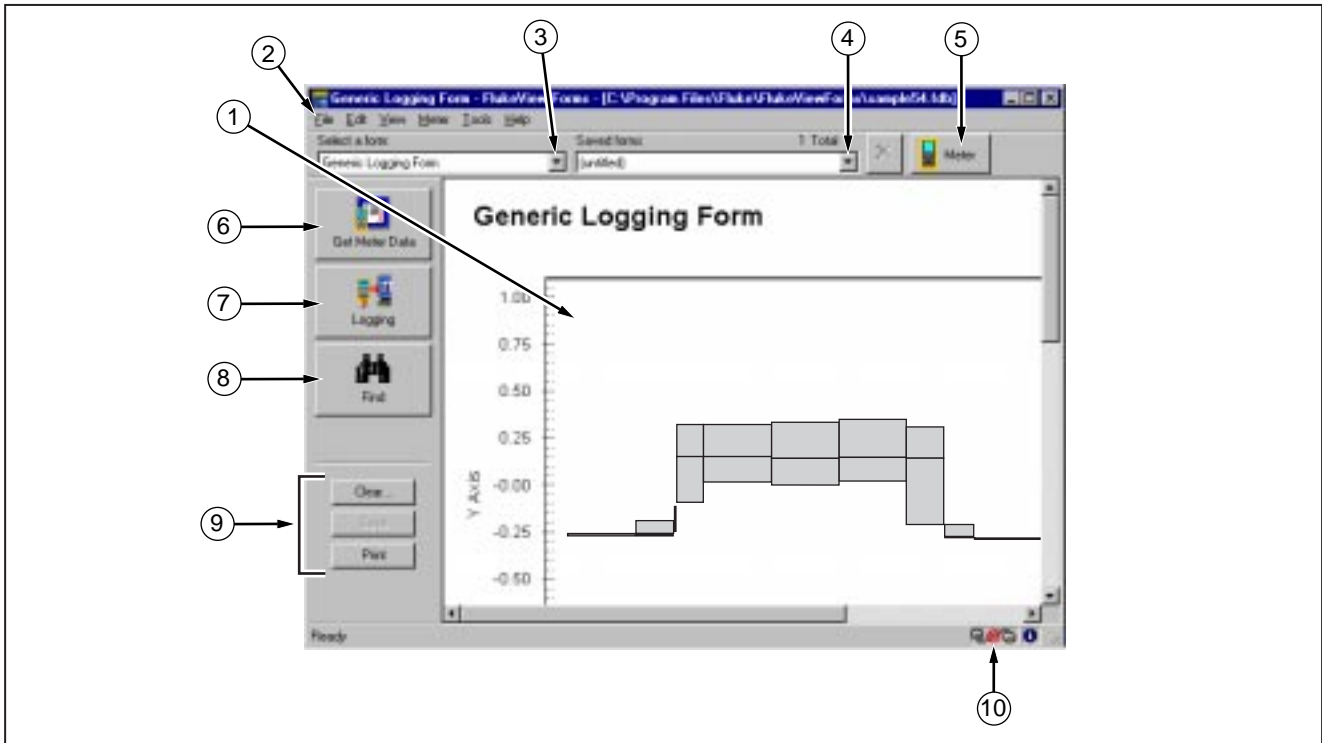 3
4
5
2
Generic Logging Form - FlukeView Forms - [C:\Program Files\Fluke\FlukeViewForms\sample54.fdb]
1
File Edit View Meter Tools Help
Select a form: Saved forms: 1 Total
Generic Logging Form (untitled) Meter
6
Get Meter Data
Generic Logging Form
7
Logging
8
Find
9
Clear...
Print
1.00
0.75
0.50
0.25
-0.00
-0.25
-0.50
Y Axis
Ready
10